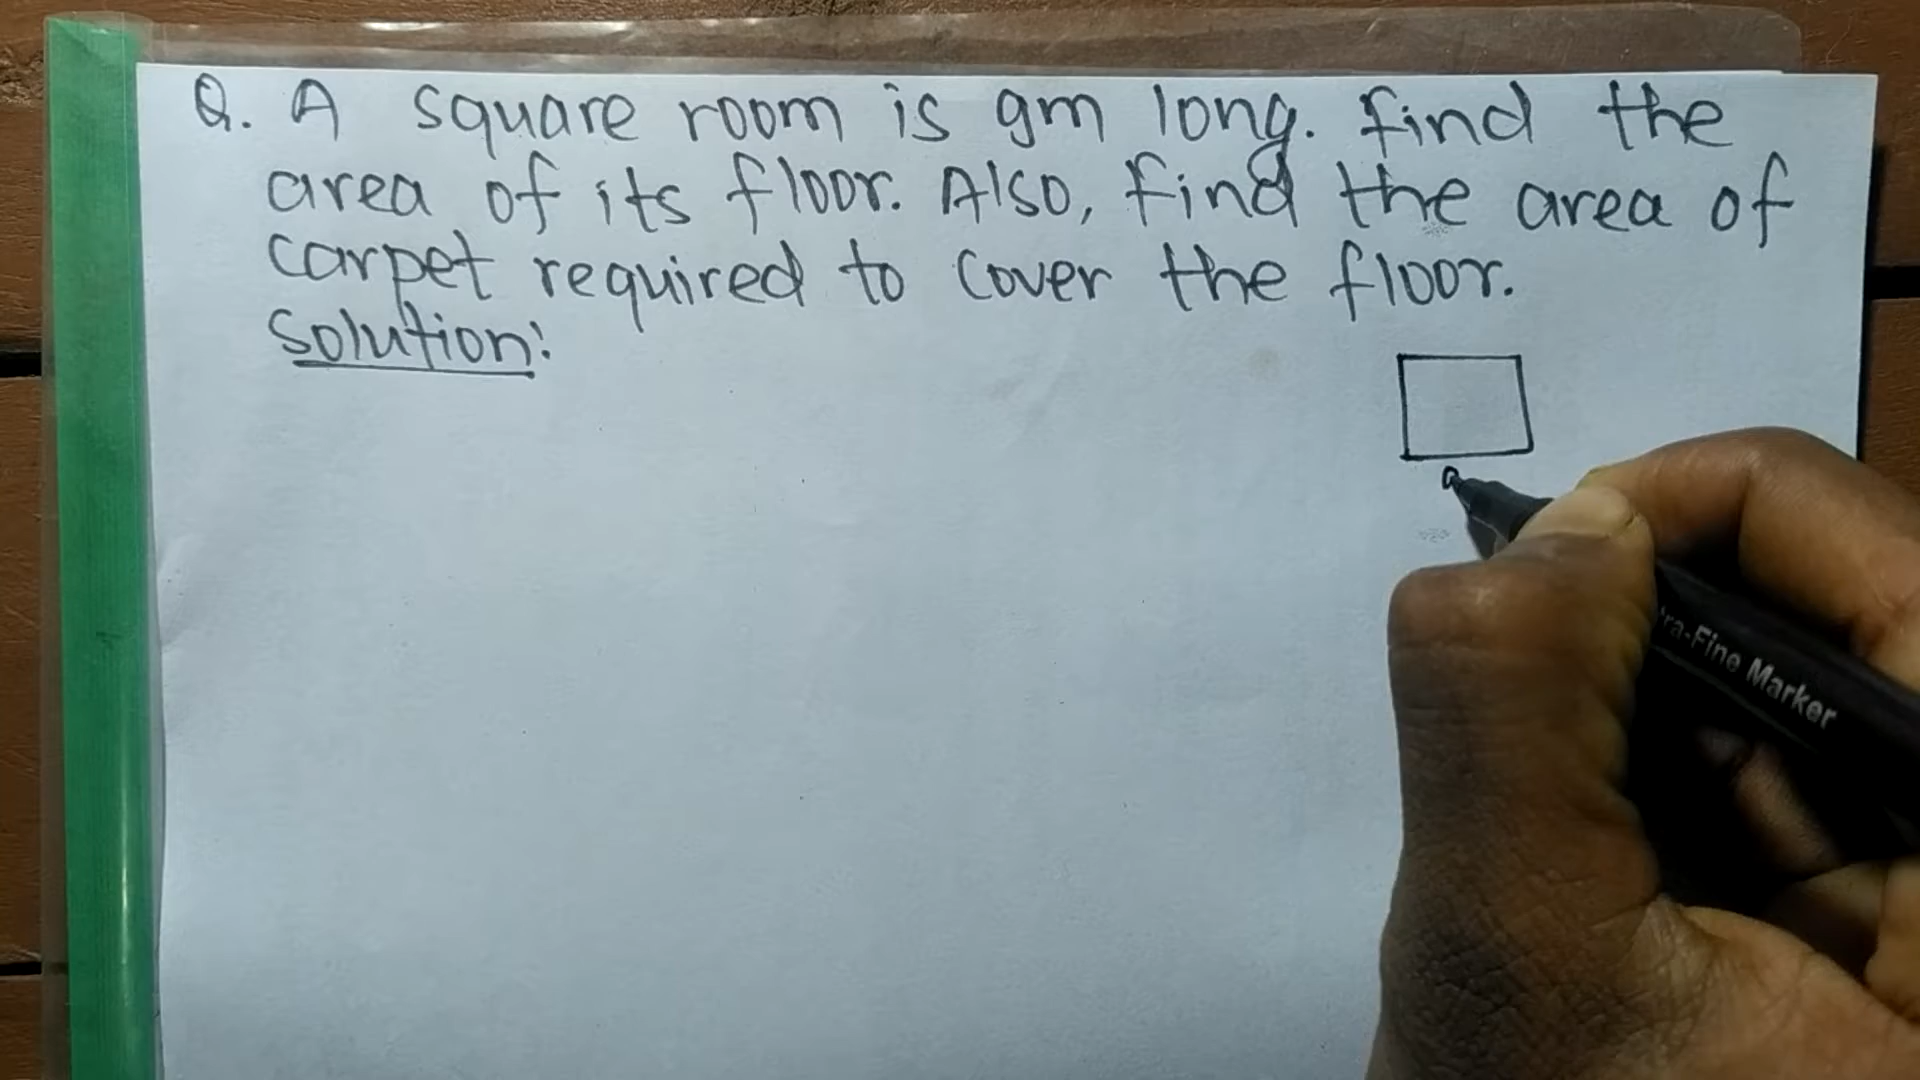 Q. A square room is 9m long. Find the
area of its floor. Also, find the area of
carpet required to cover the floor.
Solution:
ra-Fine Marker